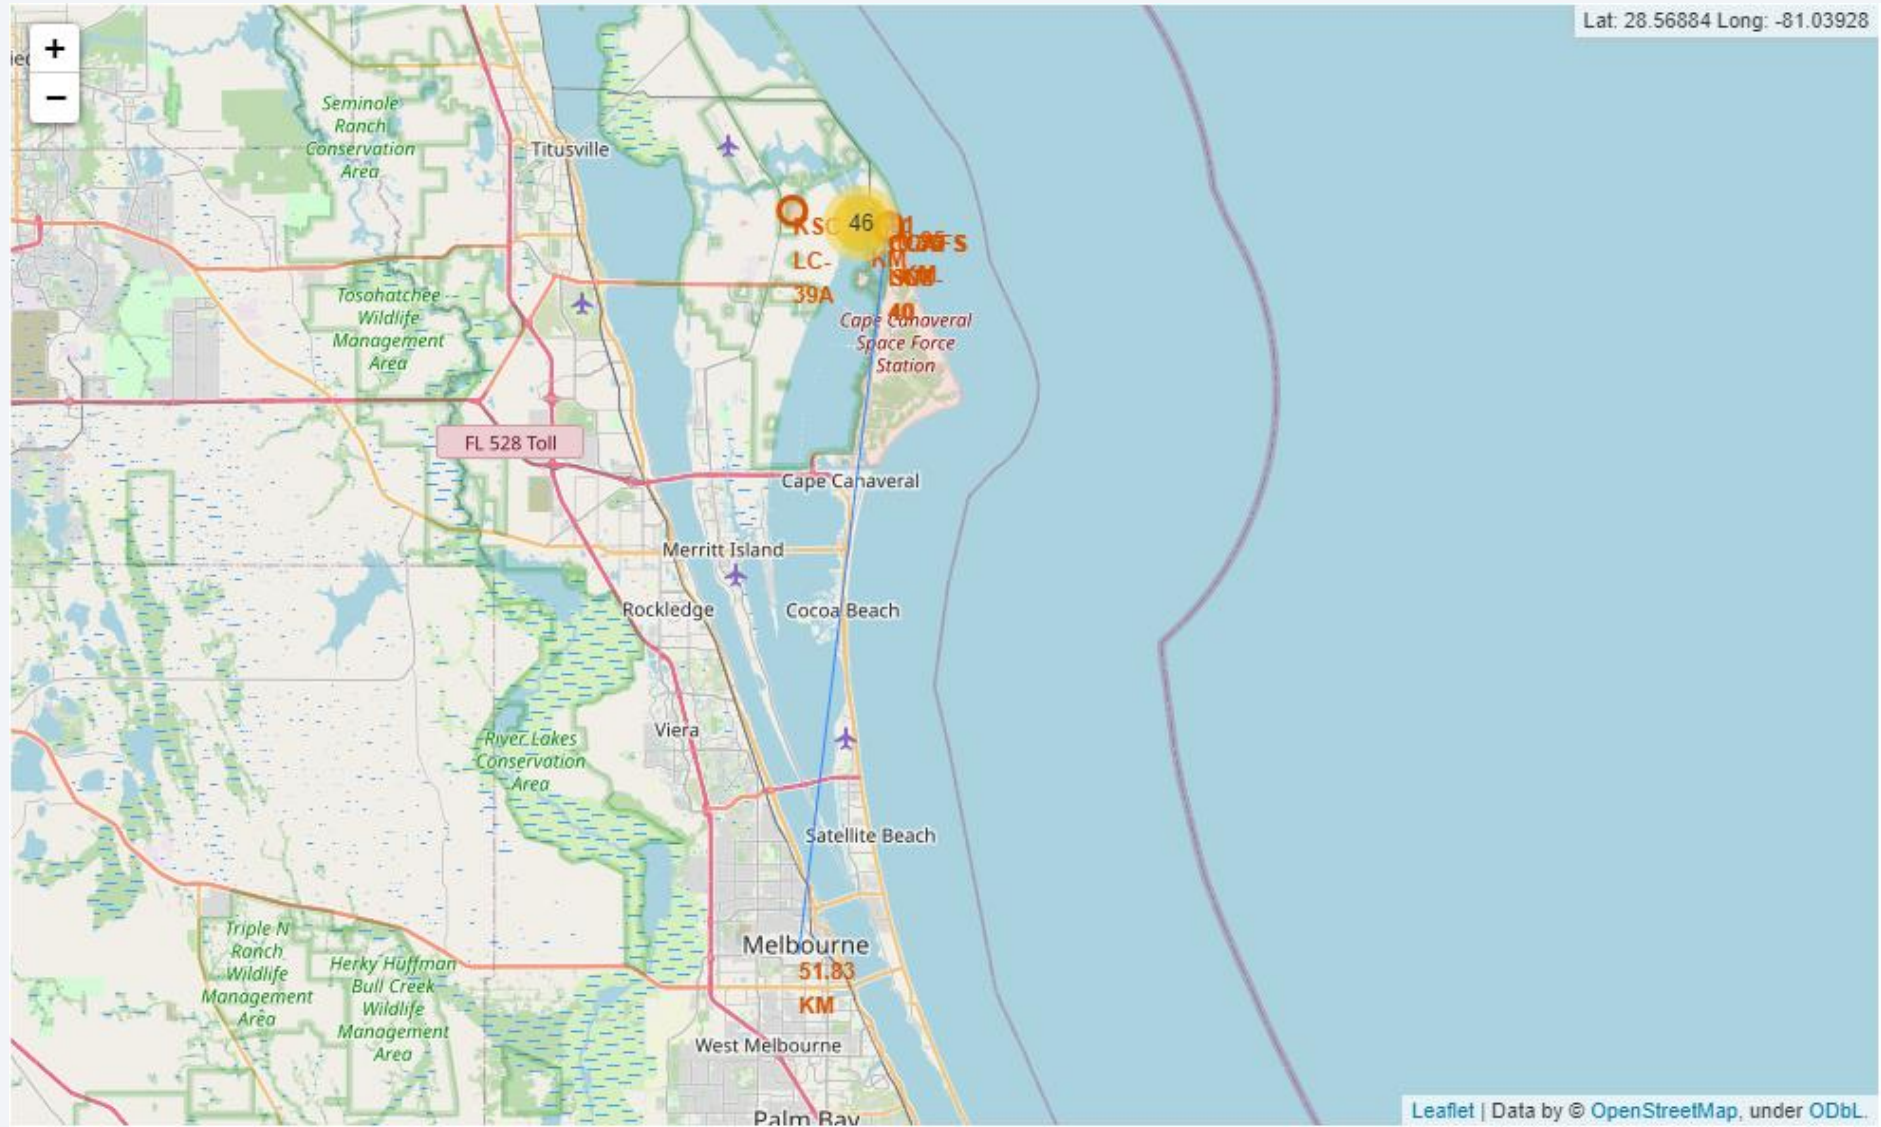 +
−
Lat: 28.56884 Long: -81.03928
Seminole
Ranch
Conservation
Area
Titusville
46
KSC
LC-
39A
KM
40
Tosohatchee
Wildlife
Management
Area
Cape Canaveral
Space Force
Station
FL 528 Toll
Cape Canaveral
Merritt Island
Rockledge
Cocoa Beach
Viera
River Lakes
Conservation
Area
Satellite Beach
Triple N
Ranch
Wildlife
Management
Area
Herky Huffman
Bull Creek
Wildlife
Management
Area
Melbourne
51.83
KM
West Melbourne
Palm Bay
Leaflet | Data by © OpenStreetMap, under ODbL.